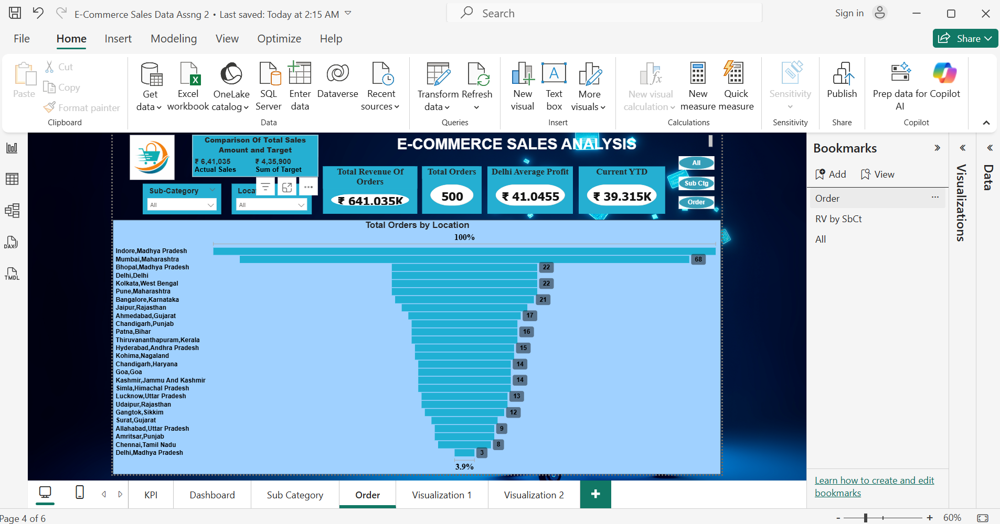 E-Commerce Sales Data Assng 2 • Last saved: Today at 2:15 AM
Search
Sign in
File Home Insert Modeling View Optimize Help
Share
Paste
Cut
Copy
Format painter
Clipboard
Get data
Excel workbook
OneLake catalog
SQL Server
Enter data
Dataverse
Recent sources
Data
Transform data
Refresh
Queries
New visual
Text box
More visuals
Insert
New visual calculation
New measure
Quick measure
Calculations
Sensitivity
Sensitivity
Publish
Share
Prep data for AI
Copilot
Copilot
DAX
TMDL
Comparison Of Total Sales
Amount and Target
₹ 6,41,035 ₹ 4,35,900
Actual Sales Sum of Target
E-COMMERCE SALES ANALYSIS
Sub-Category
All
Loca
All
Total Revenue Of
Orders
₹ 641.035K
Total Orders
500
Delhi Average Profit
₹ 41.0455
Current YTD
₹ 39.315K
All
Sub Ctg
Order
Total Orders by Location
100%
Indore,Madhya Pradesh
Mumbai,Maharashtra 68
Bhopal,Madhya Pradesh 22
Delhi,Delhi
Kolkata,West Bengal 22
Pune,Maharashtra
Bangalore,Karnataka 21
Jaipur,Rajasthan
Ahmedabad,Gujarat 17
Chandigarh,Punjab
Patna,Bihar 16
Thiruvananthapuram,Kerala
Hyderabad,Andhra Pradesh 15
Kohima,Nagaland
Chandigarh,Haryana 14
Goa,Goa
Kashmir,Jammu And Kashmir 14
Simla,Himachal Pradesh
Lucknow,Uttar Pradesh 13
Udaipur,Rajasthan
Gangtok,Sikkim 12
Surat,Gujarat
Allahabad,Uttar Pradesh 9
Amritsar,Punjab
Chennai,Tamil Nadu 8
Delhi,Madhya Pradesh 3
3.9%
Bookmarks
Add View
Order
RV by SbCt
All
Learn how to create and edit
bookmarks
Visualizations
Data
KPI Dashboard Sub Category Order Visualization 1 Visualization 2
Page 4 of 6
60%